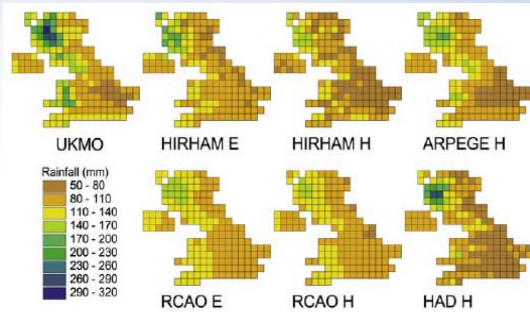 UKMO
HIRHAM E
HIRHAM H
ARPEGE H
Rainfall (mm)
50 - 80
80 - 110
110 - 140
140 - 170
170 - 200
200 - 230
230 - 260
260 - 290
290 - 320
RCAO E
RCAO H
HAD H